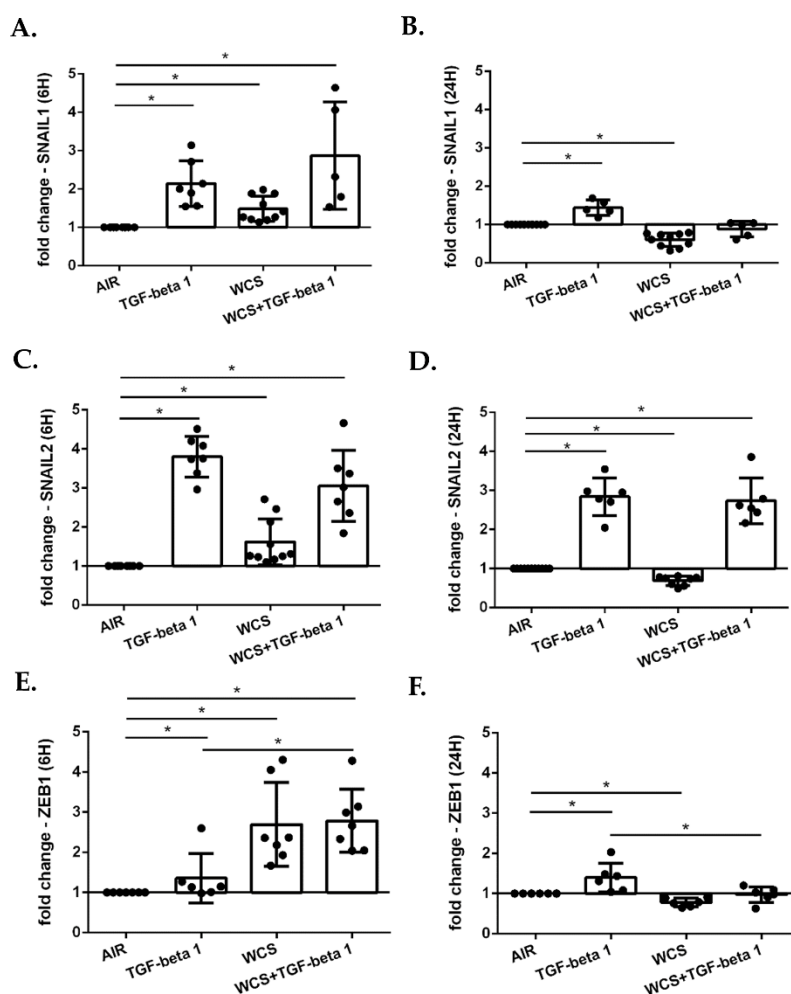 A.
fold change - SNAIL1 (6H)
5
4
3
2
1
0
*
*
*
AIR
TGF-beta 1
WCS
WCS+TGF-beta 1
B.
fold change - SNAIL1 (24H)
5
4
3
2
1
0
*
*
AIR
TGF-beta 1
WCS
WCS+TGF-beta 1
C.
fold change - SNAIL2 (6H)
5
4
3
2
1
0
*
*
*
AIR
TGF-beta 1
WCS
WCS+TGF-beta 1
D.
fold change - SNAIL2 (24H)
5
4
3
2
1
0
*
*
*
AIR
TGF-beta 1
WCS
WCS+TGF-beta 1
E.
fold change - ZEB1 (6H)
5
4
3
2
1
0
*
*
*
*
AIR
TGF-beta 1
WCS
WCS+TGF-beta 1
F.
fold change - ZEB1 (24H)
5
4
3
2
1
0
*
*
*
AIR
TGF-beta 1
WCS
WCS+TGF-beta 1